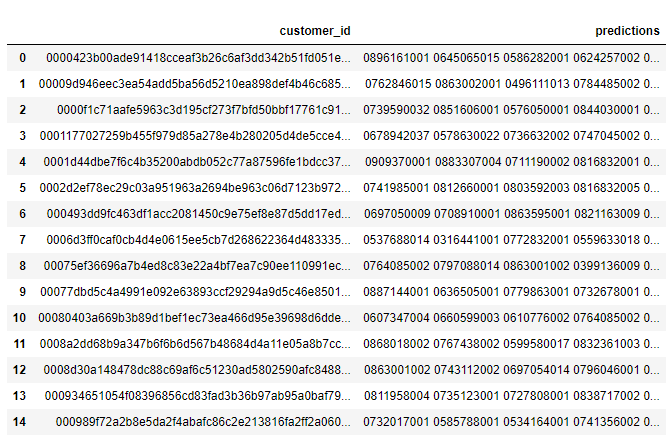 customer_id predictions
0 0000423b00ade91418cceaf3b26c6af3dd342b51fd051e... 0896161001 0645065015 0586282001 0624257002 0...
1 00009d946eec3ea54add5ba56d5210ea898def4b46c685... 0762846015 0863002001 0496111013 0784485002 0...
2 0000f1c71aafe5963c3d195cf273f7bfd50bbf17761c91... 0739590032 0851606001 0576050001 0844030001 0...
3 0001177027259b455f979d85a278e4b280205d4de5cce4... 0678942037 0578630022 0736632002 0747045002 0...
4 0001d44dbe7f6c4b35200abdb052c77a87596fe1bdcc37... 0909370001 0883307004 0711190002 0816832001 0...
5 0002d2ef78ec29c03a951963a2694be963c06d7123b972... 0741985001 0812660001 0803592003 0816832005 0...
6 000493dd9fc463df1acc2081450c9e75ef8e87d5dd17ed... 0697050009 0708910001 0863595001 0821163009 0...
7 0006d3ff0caf0cb4d4e0615ee5cb7d268622364d483335... 0537688014 0316441001 0772832001 0559633018 0...
8 00075ef36696a7b4ed8c83e22a4bf7ea7c90ee110991ec... 0764085002 0797088014 0863001002 0399136009 0...
9 00077dbd5c4a4991e092e63893ccf29294a9d5c46e8501... 0887144001 0636505001 0779863001 0732678001 0...
10 00080403a669b3b89d1bef1ec73ea466d95e39698d6dde... 0607347004 0660599003 0610776002 0764085002 0...
11 0008a2dd68b9a347b6f6b6d567b48684d4a11e05a8b7cc... 0868018002 0767438002 0599580017 0832361003 0...
12 0008d30a148478dc88c69af6c51230ad5802590afc8488... 0863001002 0743112002 0697054014 0796046001 0...
13 000934651054f08396856cd83fad3b36b97ab95a0baf79... 0811958004 0735123001 0727808001 0838717002 0...
14 000989f72a2b8e5da2f4abafc86c2e213816fa2ff2a060... 0732017001 0585788001 0534164001 0741356002 0...